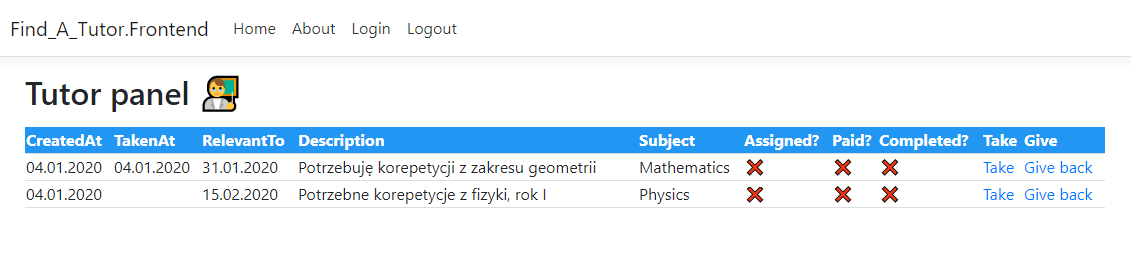 Find_A_Tutor.Frontend Home About Login Logout
Tutor panel
CreatedAt TakenAt RelevantTo Description Subject Assigned? Paid? Completed? Take Give
04.01.2020 04.01.2020 31.01.2020 Potrzebuję korepetycji z zakresu geometrii Mathematics Take Give back
04.01.2020 15.02.2020 Potrzebne korepetycje z fizyki, rok I Physics Take Give back